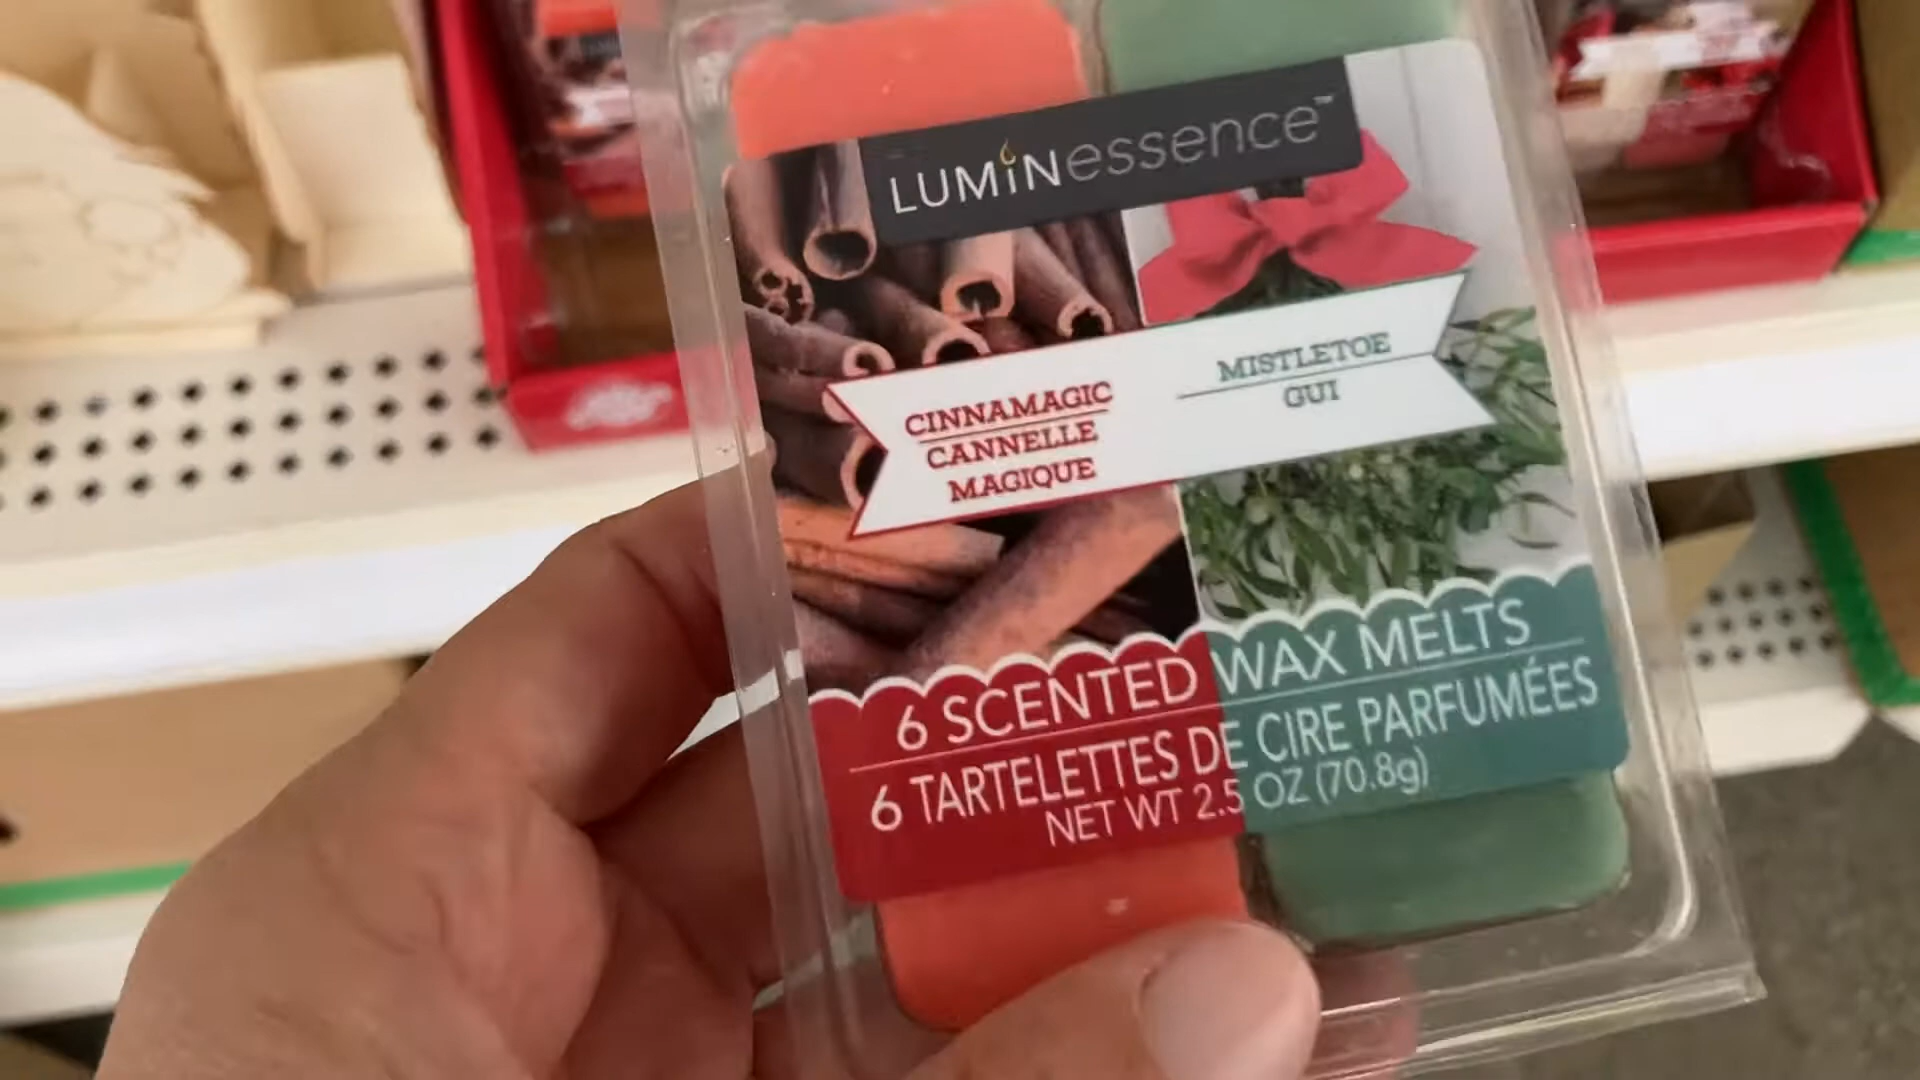 LUMiNessence™
CINNAMAGIC
CANNELLE
MAGIQUE
MISTLETOE
GUI
6 SCENTED WAX MELTS
6 TARTELETTES DE CIRE PARFUMÉES
NET WT 2.5 OZ (70.8g)